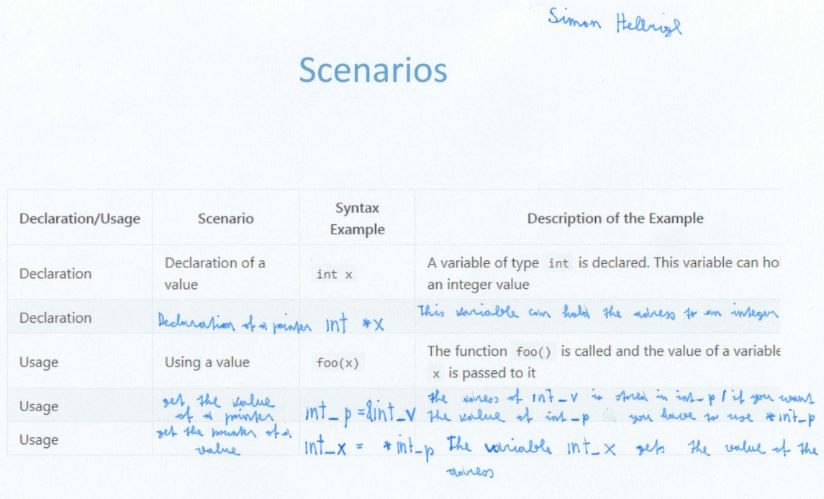 Simon Hellrigl
Scenarios
Declaration/Usage Scenario Syntax Example Description of the Example
Declaration Declaration of a value int x A variable of type int is declared. This variable can ho an integer value
Declaration Declaration of a pointer int *x This variable can hold the adress to an integer
Usage Using a value foo(x) The function foo() is called and the value of a variable x is passed to it
Usage get the value of a pointer int_p = &int_v the adress of int_v is stored in int_p / if you want the value of int_p you have to use *int_p
Usage get the pointer of a value int_x = *int_p The variable int_x gets the value of the adress